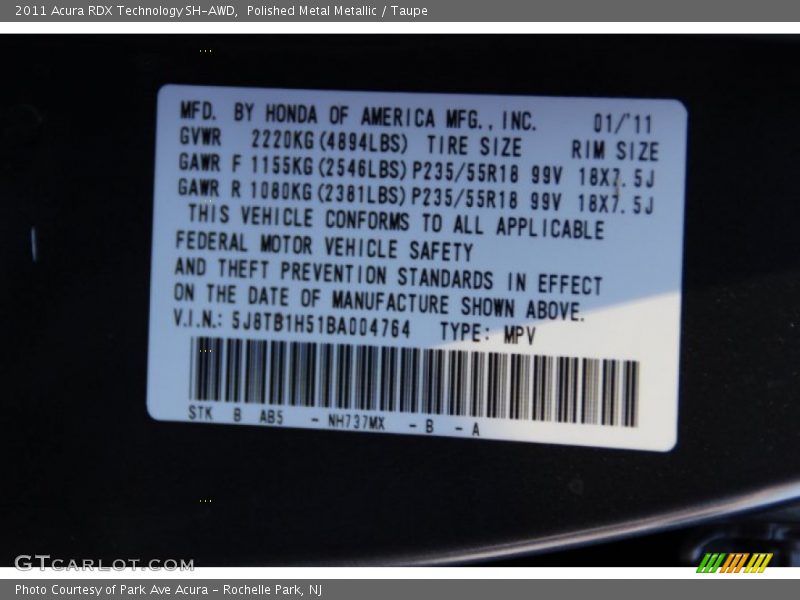 2011 Acura RDX Technology SH-AWD, Polished Metal Metallic / Taupe
MFD. BY HONDA OF AMERICA MFG., INC. 01/'11
GVWR 2220KG(4894LBS) TIRE SIZE RIM SIZE
GAWR F 1155KG(2546LBS) P235/55R18 99V 18X7.5J
GAWR R 1080KG(2381LBS) P235/55R18 99V 18X7.5J
THIS VEHICLE CONFORMS TO ALL APPLICABLE
FEDERAL MOTOR VEHICLE SAFETY
AND THEFT PREVENTION STANDARDS IN EFFECT
ON THE DATE OF MANUFACTURE SHOWN ABOVE.
V.I.N.: 5J8TB1H51BA004764 TYPE: MPV
STK B AB5 - NH737MX - B - A
GTCARLOT.COM
Photo Courtesy of Park Ave Acura - Rochelle Park, NJ